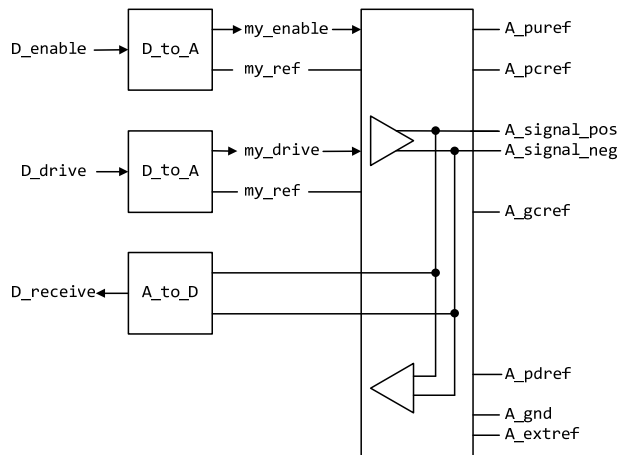 my_enable
A_puref
D_enable
D_to_A
my_ref
A_pcref
A_signal_pos
my_drive
A_signal_neg
D_drive
D_to_A
my_ref
A_gcref
D_receive
A_to_D
A_pdref
A_gnd
A_extref